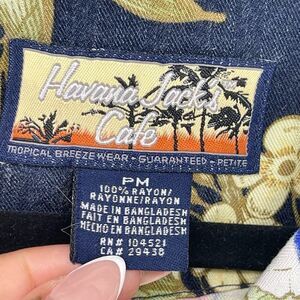 Havana Jack's
Cafe
TROPICAL BREEZE WEAR - GUARANTEED - PETITE
PM
100% RAYON/
RAYONNE/RAYON
MADE IN BANGLADESH
FAIT EN BANGLADESH
HECHO EN BANGLADESH
RN# 104521
CA# 29438